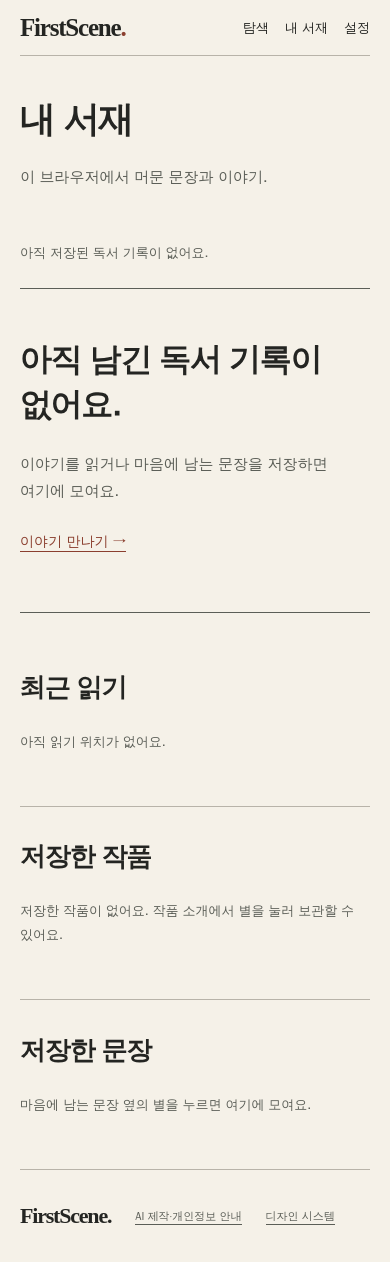 FirstScene.
탐색 내 서재 설정
내 서재
이 브라우저에서 머문 문장과 이야기.
아직 저장된 독서 기록이 없어요.
아직 남긴 독서 기록이
없어요.
이야기를 읽거나 마음에 남는 문장을 저장하면
여기에 모여요.
이야기 만나기 →
최근 읽기
아직 읽기 위치가 없어요.
저장한 작품
저장한 작품이 없어요. 작품 소개에서 별을 눌러 보관할 수
있어요.
저장한 문장
마음에 남는 문장 옆의 별을 누르면 여기에 모여요.
FirstScene.
AI 제작·개인정보 안내
디자인 시스템